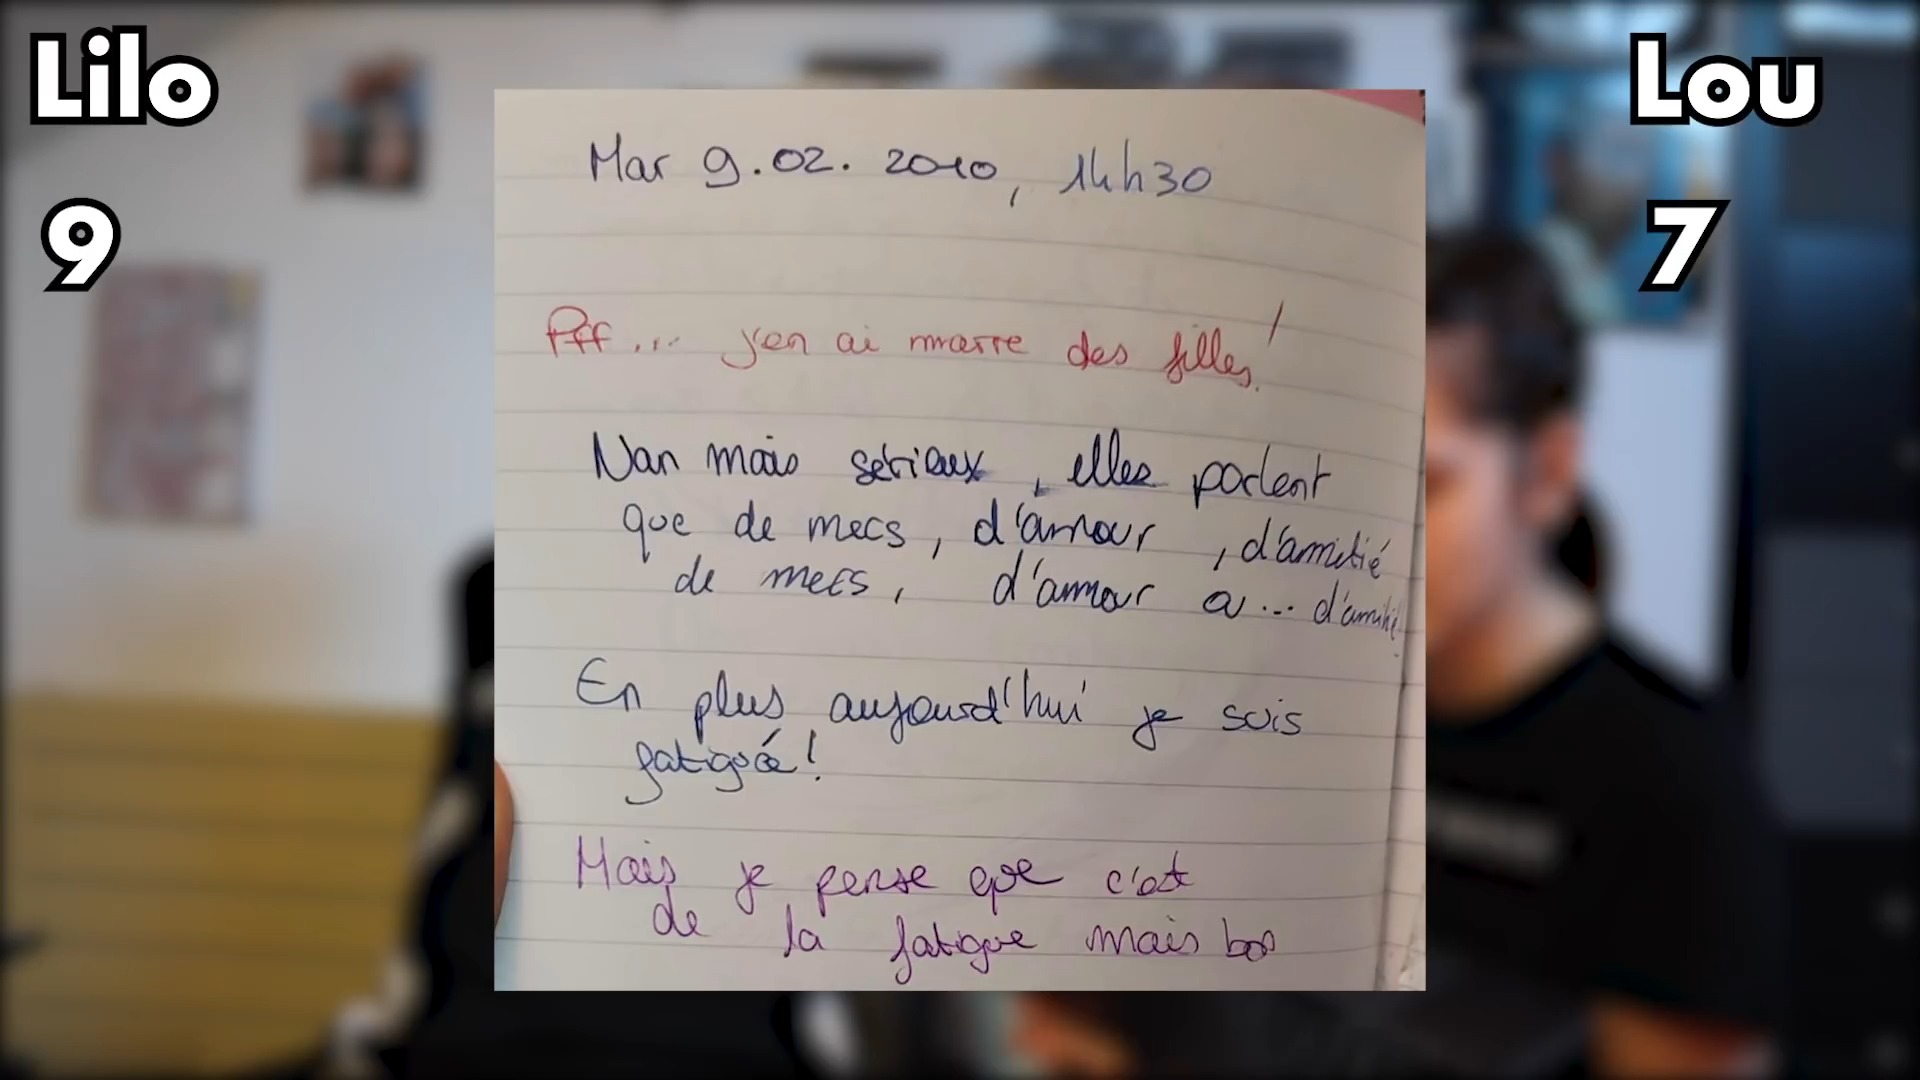 Lilo
9
Lou
7
Mar 9.02.2010, 14h30
Pff... j'en ai marre des filles!
Nan mais sérieux, elles parlent
que de mecs, d'amour, d'amitié
de mecs, d'amour a... d'amitié!
En plus aujourd'hui je suis
fatiguée!
Mais je pense que c'est
de la fatigue mais bon